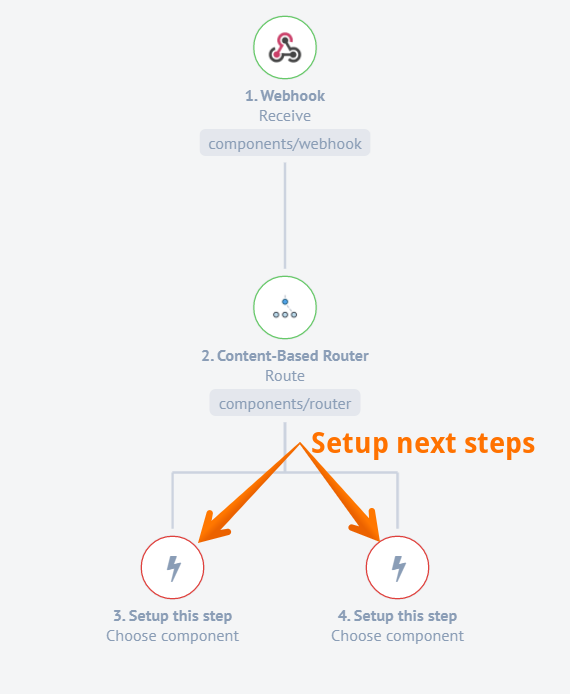 1. Webhook
Receive
components/webhook
2. Content-Based Router
Route
components/router
Setup next steps
3. Setup this step
Choose component
4. Setup this step
Choose component